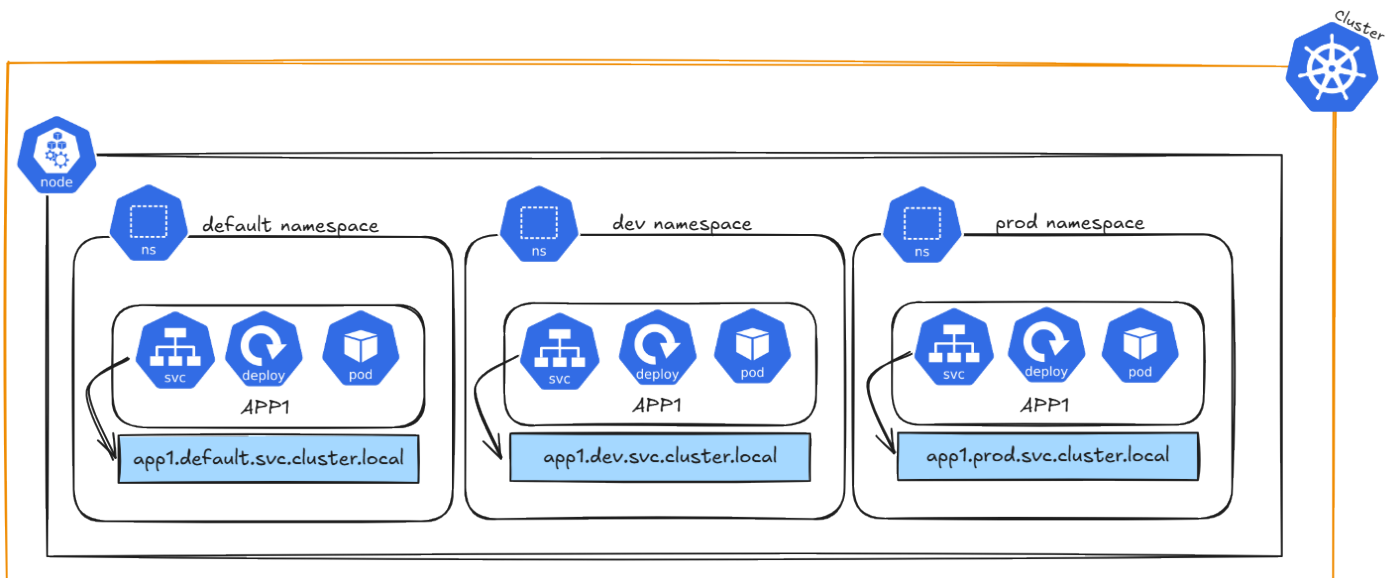 Cluster
node
ns
default namespace
ns
dev namespace
ns
prod namespace
svc
deploy
pod
APP1
app1.default.svc.cluster.local
svc
deploy
pod
APP1
app1.dev.svc.cluster.local
svc
deploy
pod
APP1
app1.prod.svc.cluster.local